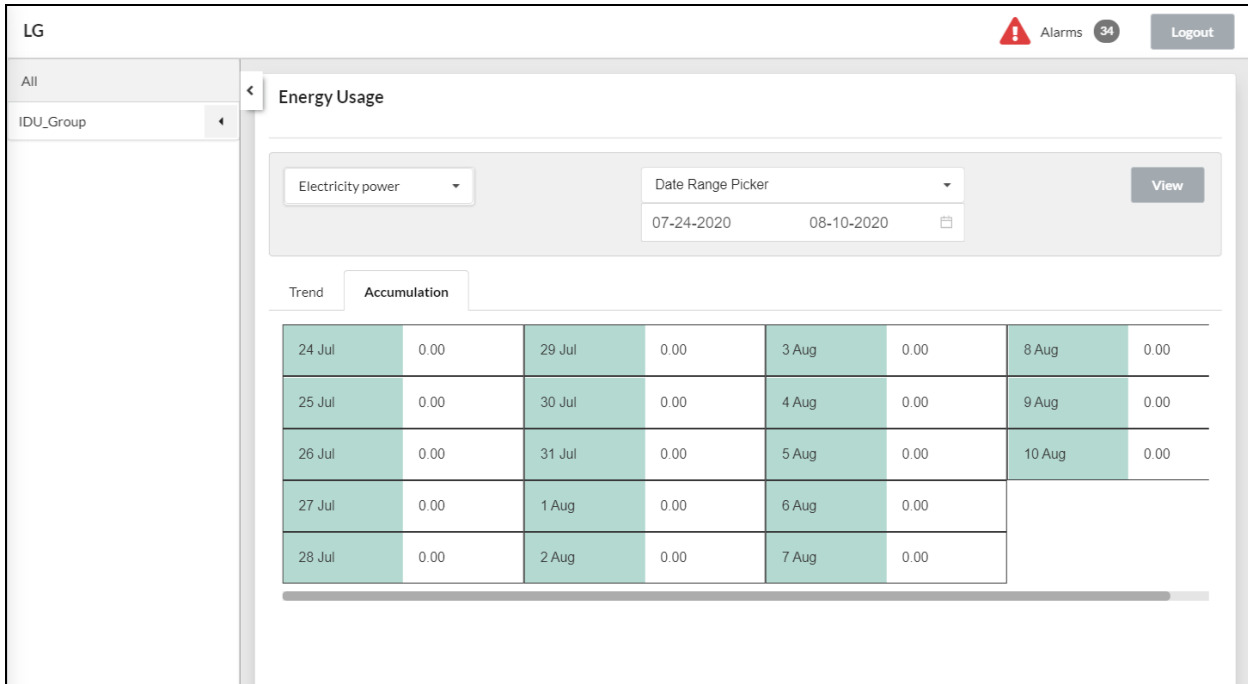 LG
Alarms 34
Logout
All
IDU_Group
Energy Usage
Electricity power
Date Range Picker
View
07-24-2020 08-10-2020
Trend Accumulation
24 Jul 0.00 29 Jul 0.00 3 Aug 0.00 8 Aug 0.00
25 Jul 0.00 30 Jul 0.00 4 Aug 0.00 9 Aug 0.00
26 Jul 0.00 31 Jul 0.00 5 Aug 0.00 10 Aug 0.00
27 Jul 0.00 1 Aug 0.00 6 Aug 0.00
28 Jul 0.00 2 Aug 0.00 7 Aug 0.00